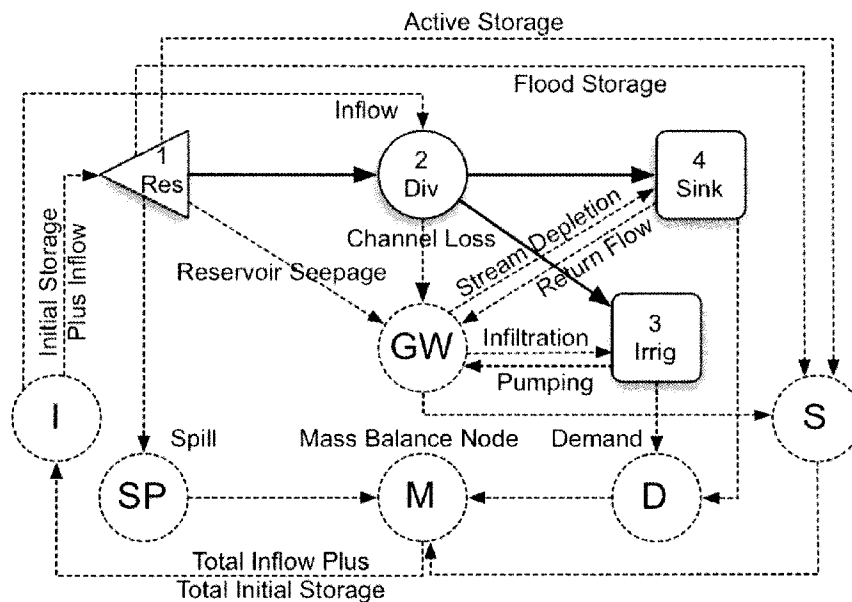 Active Storage
Flood Storage
Inflow
1
Res
2
Div
4
Sink
Channel Loss
Stream Depletion
Return Flow
Reservoir Seepage
Initial Storage
Plus Inflow
GW
Infiltration
Pumping
3
Irrig
I
S
Spill
Mass Balance Node
Demand
SP
M
D
Total Inflow Plus
Total Initial Storage